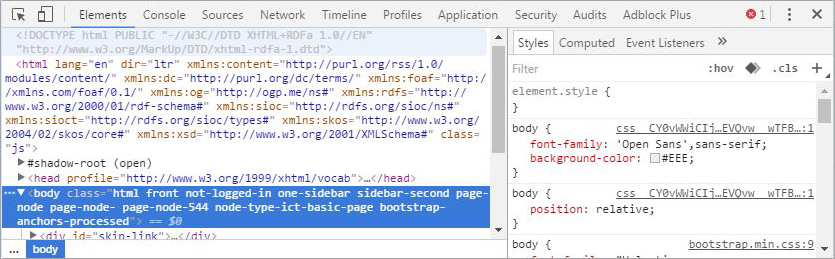 Elements Console Sources Network Timeline Profiles Application Security Audits Adblock Plus 1
<!DOCTYPE html PUBLIC "-//W3C//DTD XHTML+RDFa 1.0//EN"
"http://www.w3.org/MarkUp/DTD/xhtml-rdfa-1.dtd">
<html lang="en" dir="ltr" xmlns:content="http://purl.org/rss/1.0/
modules/content/" xmlns:dc="http://purl.org/dc/terms/" xmlns:foaf="http:/
/xmlns.com/foaf/0.1/" xmlns:og="http://ogp.me/ns#" xmlns:rdfs="http://
www.w3.org/2000/01/rdf-schema#" xmlns:sioc="http://rdfs.org/sioc/ns#"
xmlns:sioct="http://rdfs.org/sioc/types#" xmlns:skos="http://www.w3.org/
2004/02/skos/core#" xmlns:xsd="http://www.w3.org/2001/XMLSchema#" class=
"js">
#shadow-root (open)
<head profile="http://www.w3.org/1999/xhtml/vocab">…</head>
…<body class="html front not-logged-in one-sidebar sidebar-second page-
node page-node- page-node-544 node-type-ict-basic-page bootstrap-
anchors-processed"> == $0
<div id="skip-link">…</div>
... body
Styles Computed Event Listeners
Filter :hov .cls +
element.style {
}
body { css_CY0vWWiCIj…EVQvw__wTFB…:1
font-family: 'Open Sans',sans-serif;
background-color: #EEE;
}
body { css_CY0vWWiCIj…EVQvw__wTFB…:1
position: relative;
}
body { bootstrap.min.css:9